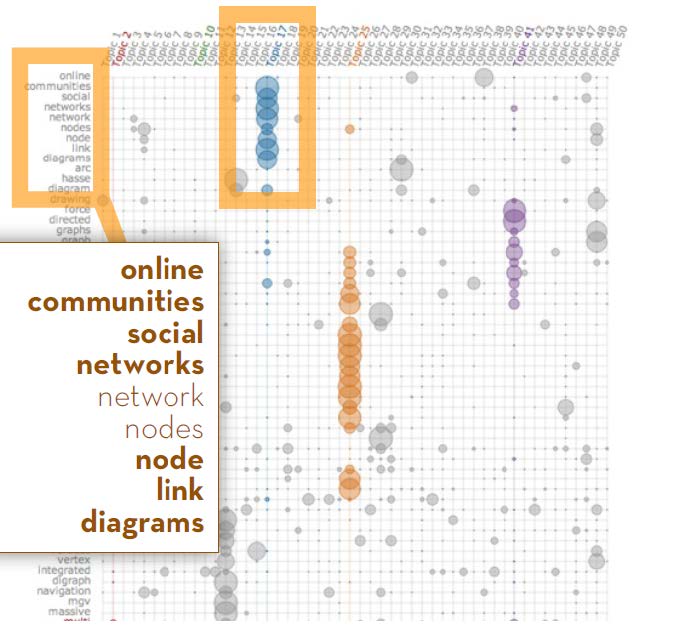 Topic 1
Topic 2
Topic 3
Topic 4
Topic 5
Topic 6
Topic 7
Topic 8
Topic 9
Topic 10
Topic 11
Topic 12
Topic 13
Topic 14
Topic 15
Topic 16
Topic 17
Topic 18
Topic 19
Topic 20
Topic 21
Topic 22
Topic 23
Topic 24
Topic 25
Topic 26
Topic 27
Topic 28
Topic 29
Topic 30
Topic 31
Topic 32
Topic 33
Topic 34
Topic 35
Topic 36
Topic 37
Topic 38
Topic 39
Topic 40
Topic 41
Topic 42
Topic 43
Topic 44
Topic 45
Topic 46
Topic 47
Topic 48
Topic 49
Topic 50
online
communities
social
networks
network
nodes
node
link
diagrams
arc
hasse
diagram
drawing
force
directed
graphs
graph
online
communities
social
networks
network
nodes
node
link
diagrams
vertex
integrated
digraph
navigation
mgv
massive
multi